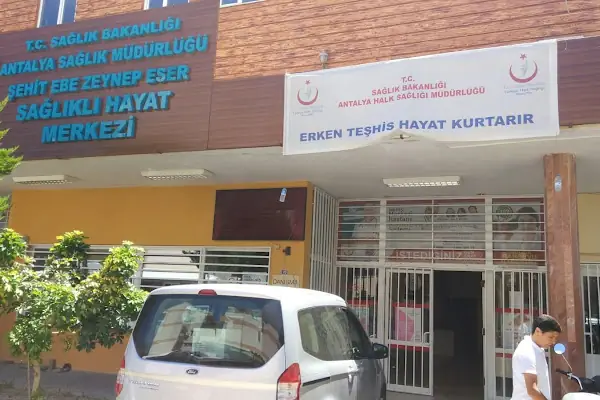 T.C. SAĞLIK BAKANLIĞI
ANTALYA SAĞLIK MÜDÜRLÜĞÜ
ŞEHİT EBE ZEYNEP ESER
SAĞLIKLI HAYAT
MERKEZİ
T.C.
SAĞLIK BAKANLIĞI
ANTALYA HALK SAĞLIĞI MÜDÜRLÜĞÜ
ERKEN TEŞHİS HAYAT KURTARIR